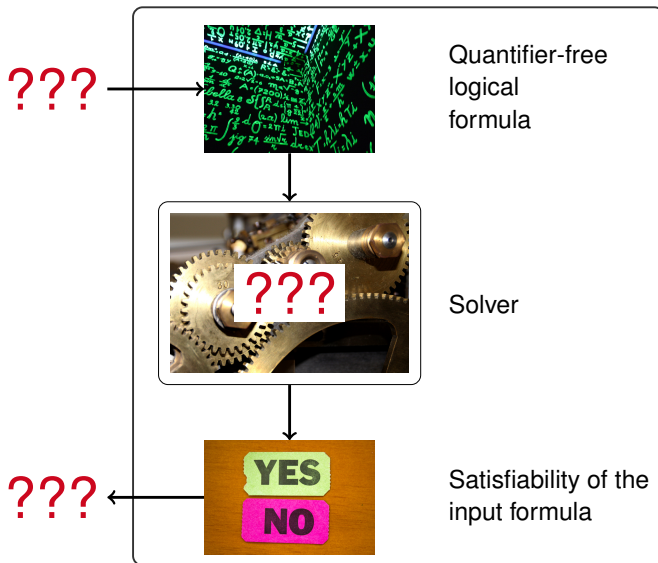 Quantifier-free
logical
formula
???
???
Solver
YES
NO
???
Satisfiability of the
input formula